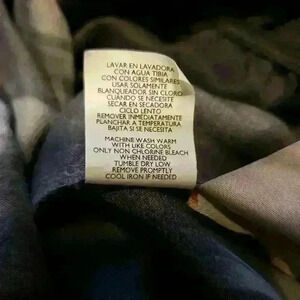 LAVAR EN LAVADORA
CON AGUA TIBIA
CON COLORES SIMILARES
USAR SOLAMENTE
BLANQUEADOR SIN CLORO
CUANDO SE NECESITE
SECAR EN SECADORA
CICLO LENTO
REMOVER INMEDIATAMENTE
PLANCHAR A TEMPERATURA
BAJITA SI SE NECESITA
MACHINE WASH WARM
WITH LIKE COLORS
ONLY NON CHLORINE BLEACH
WHEN NEEDED
TUMBLE DRY LOW
REMOVE PROMPTLY
COOL IRON IF NEEDED